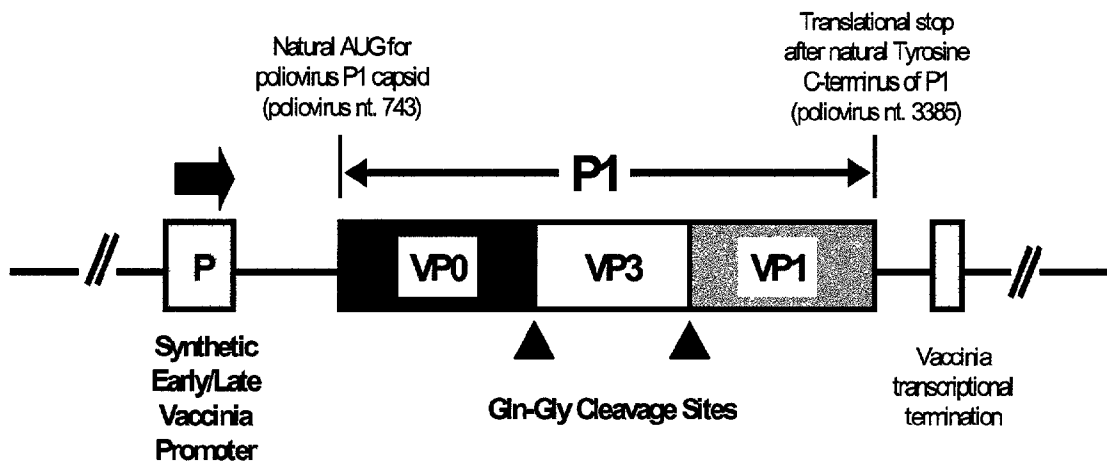 Natural AUG for
poliovirus P1 capsid
(poliovirus nt. 743)
Translational stop
after natural Tyrosine
C-terminus of P1
(poliovirus nt. 3385)
P1
P
VP0
VP3
VP1
Synthetic
Early/Late
Vaccinia
Promoter
Gln-Gly Cleavage Sites
Vaccinia
transcriptional
termination